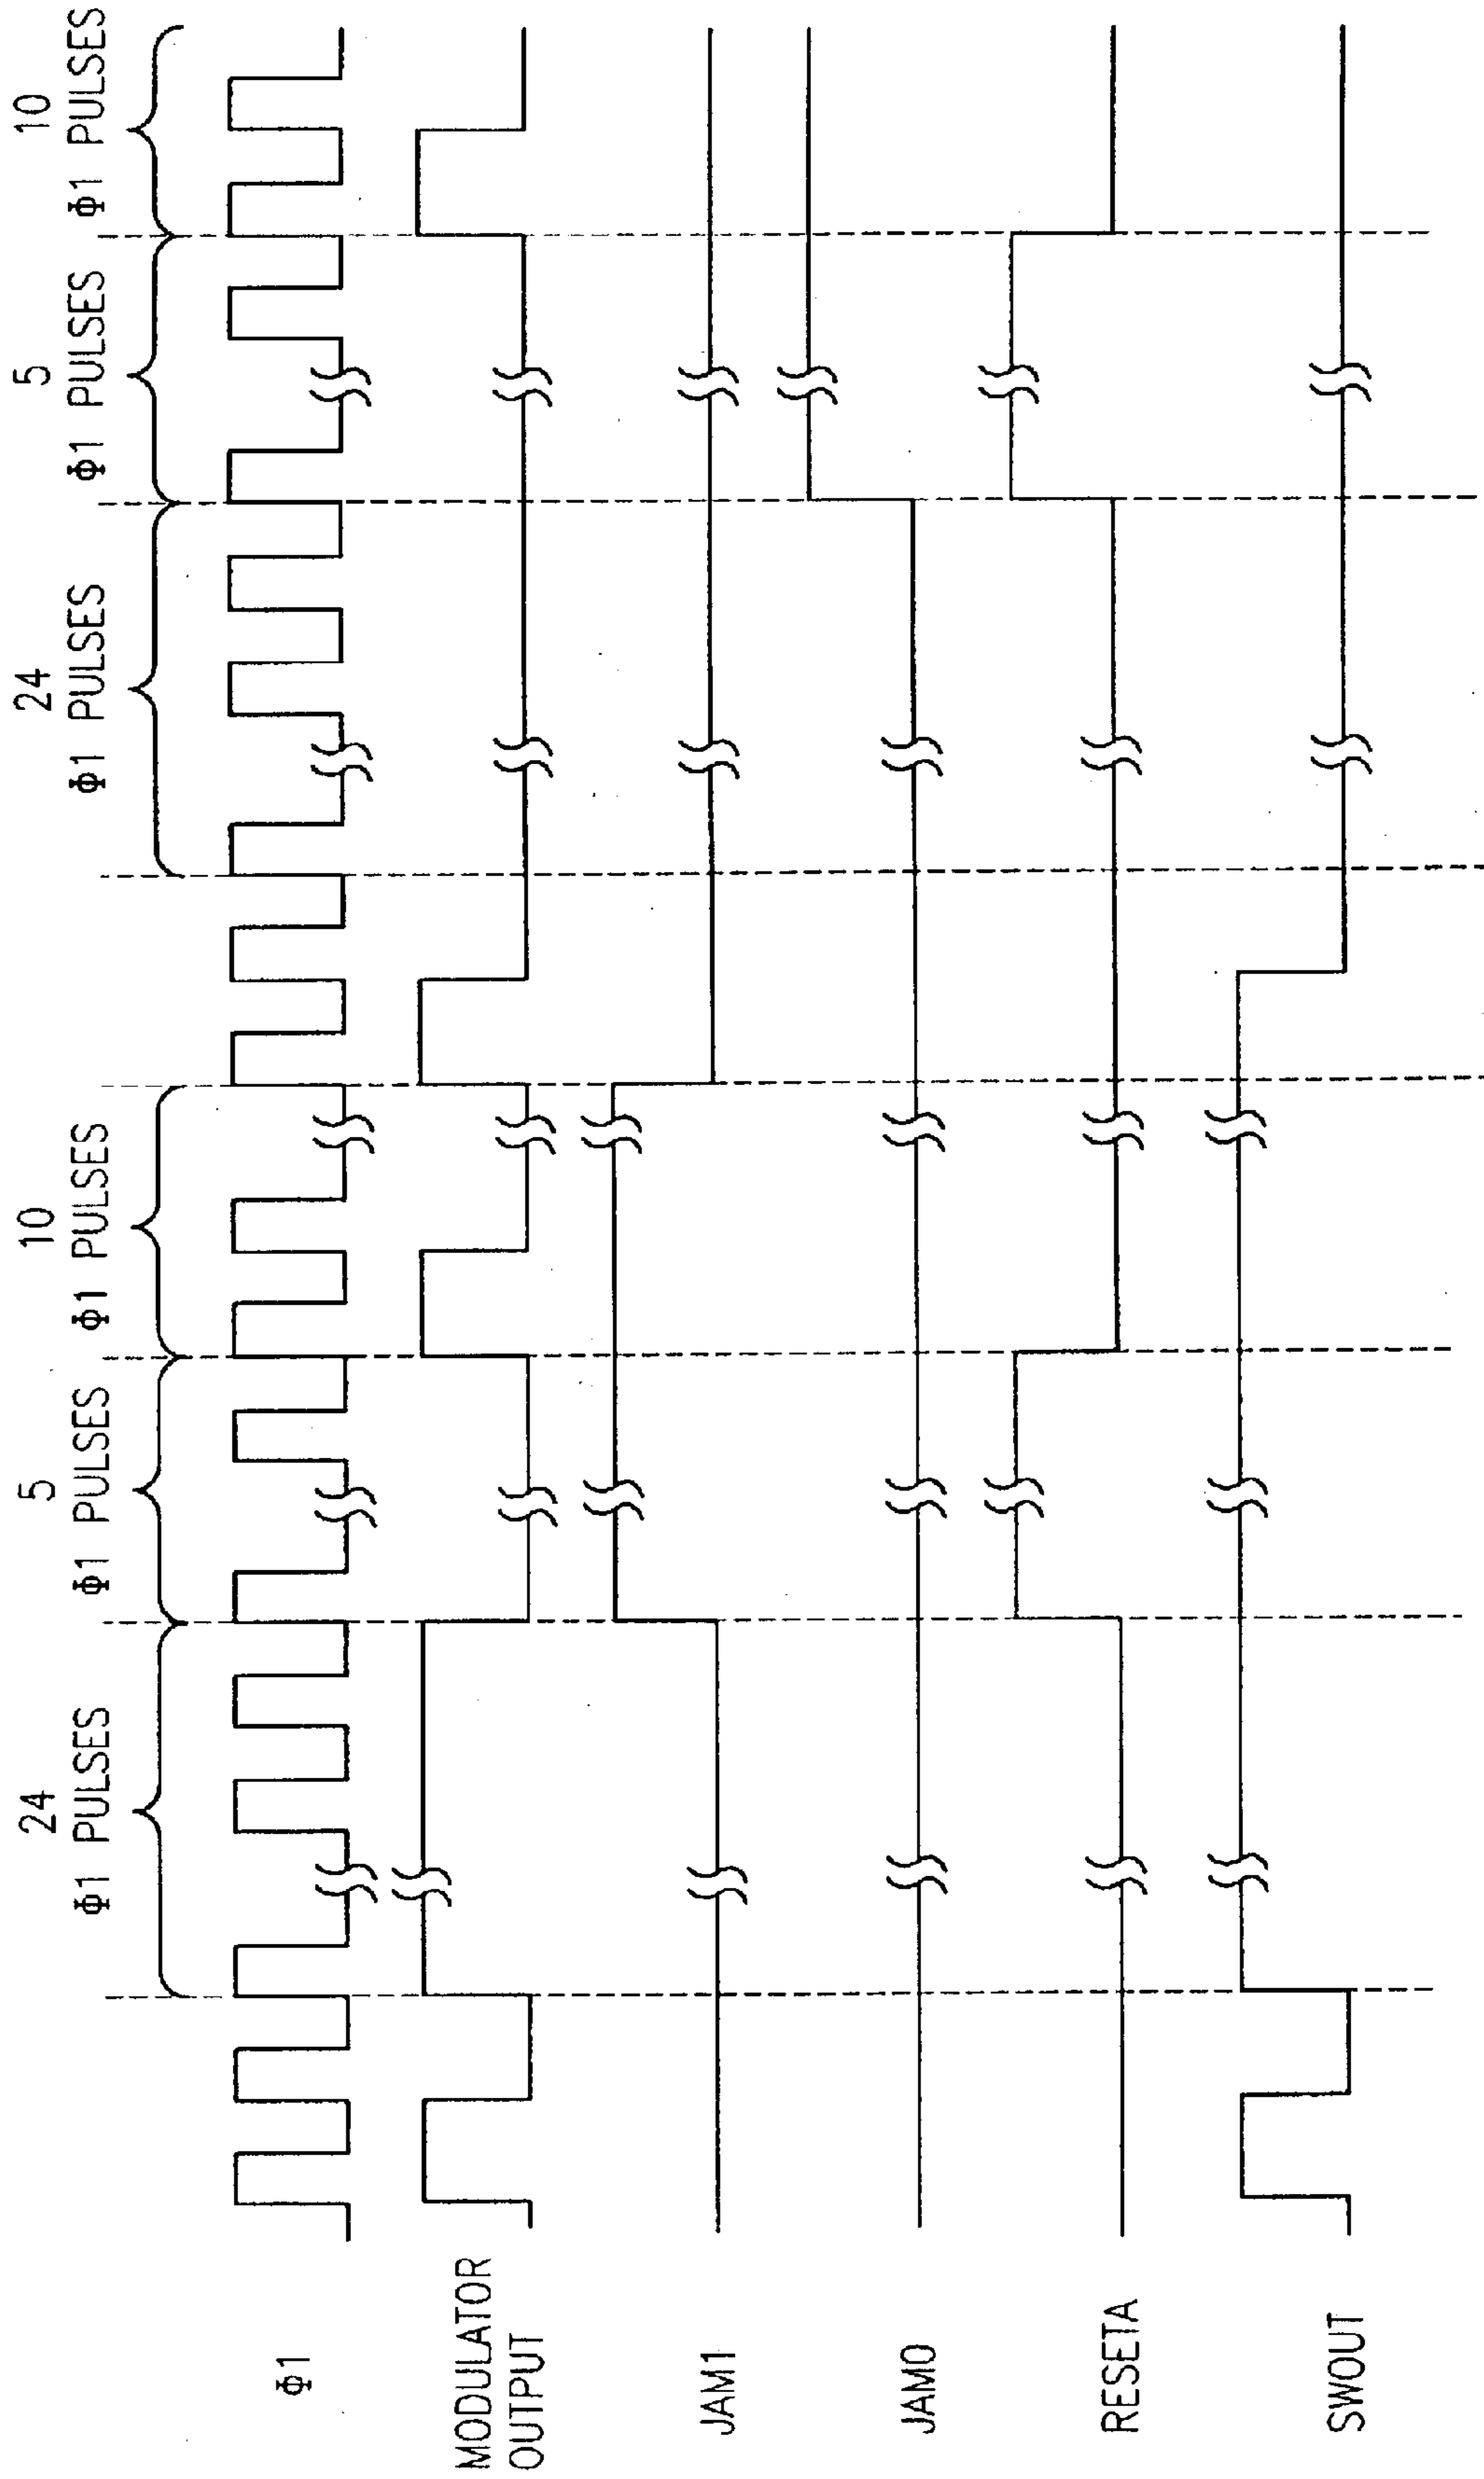 24
Φ1 PULSES
5
Φ1 PULSES
10
Φ1 PULSES
24
Φ1 PULSES
5
Φ1 PULSES
10
Φ1 PULSES
Φ1
MODULATOR
OUTPUT
JAM1
JAM0
RESETA
SWOUT